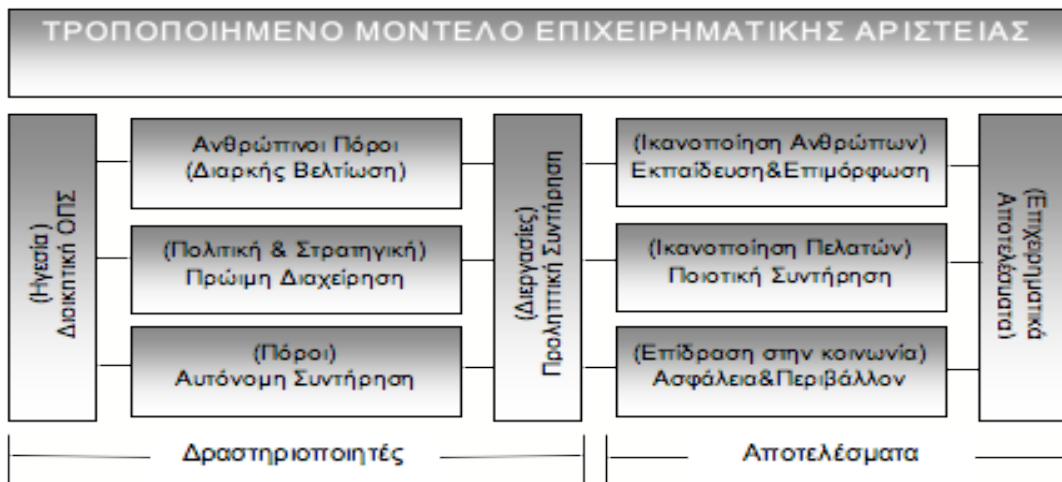 ΤΡΟΠΟΠΟΙΗΜΕΝΟ ΜΟΝΤΕΛΟ ΕΠΙΧΕΙΡΗΜΑΤΙΚΗΣ ΑΡΙΣΤΕΙΑΣ
(Ηγεσία)
Διοικητική ΟΠΣ
Ανθρώπινοι Πόροι
(Διαρκής Βελτίωση)
(Πολιτική & Στρατηγική)
Πρώιμη Διαχείρηση
(Πόροι)
Αυτόνομη Συντήρηση
(Διεργασίες)
Προληπτική Συντήρηση
(Ικανοποίηση Ανθρώπων)
Εκπαίδευση&Επιμόρφωση
(Ικανοποίηση Πελατών)
Ποιοτική Συντήρηση
(Επίδραση στην κοινωνία)
Ασφάλεια&Περιβάλλον
(Επιχερηματικά
Αποτελέσματα)
Δραστηριοποιητές
Αποτελέσματα